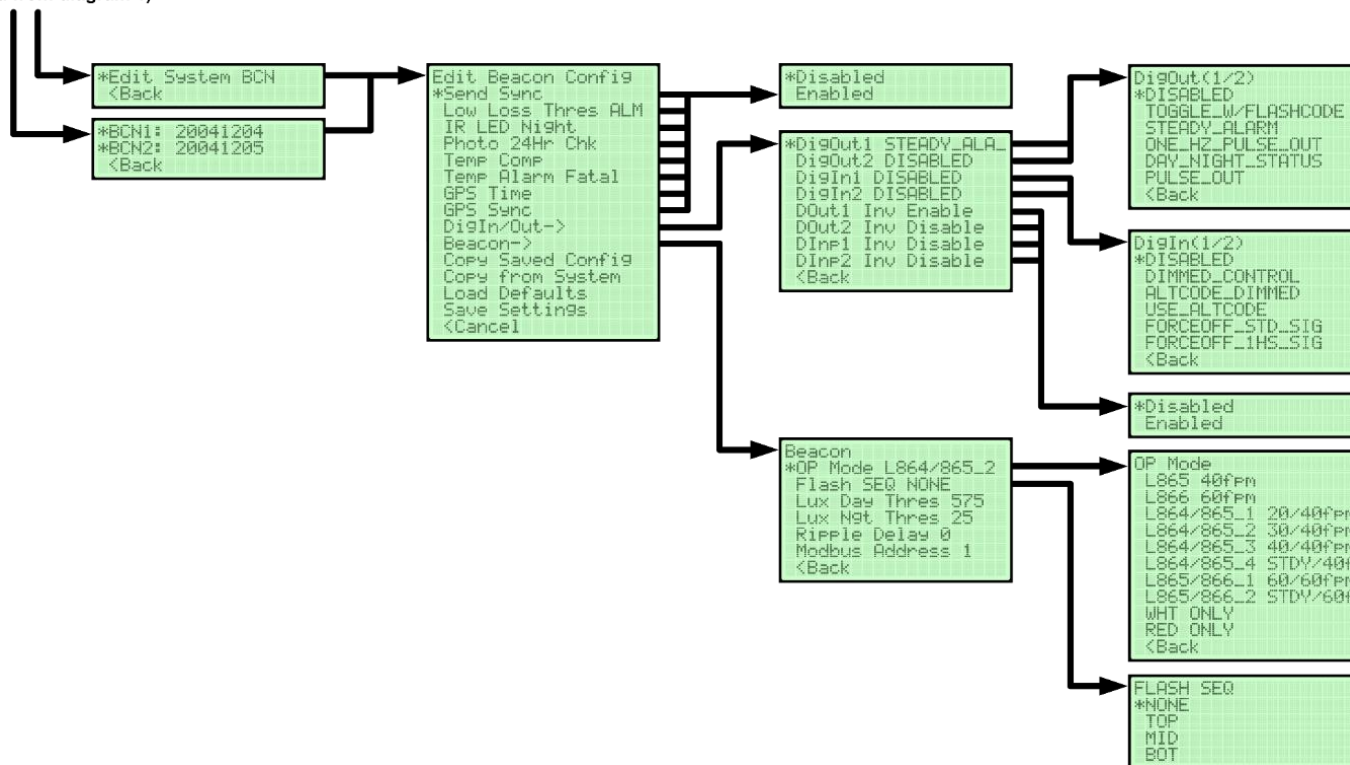 *Edit System BCN
<Back
*BCN1: 20041204
*BCN2: 20041205
<Back
Edit Beacon Config
*Send Sync
Low Loss Thres ALM
IR LED Night
Photo 24Hr Chk
Temp Comp
Temp Alarm Fatal
GPS Time
GPS Sync
DigIn/Out->
Beacon->
Copy Saved Config
Copy from System
Load Defaults
Save Settings
<Cancel
*Disabled
Enabled
*DigOut1 STEADY_ALA_
DigOut2 DISABLED
DigIn1 DISABLED
DigIn2 DISABLED
DOut1 Inv Enable
DOut2 Inv Disable
DInp1 Inv Disable
DInp2 Inv Disable
<Back
Beacon
*OP Mode L864/865_2
Flash SEQ NONE
Lux Day Thres 575
Lux Ngt Thres 25
Ripple Delay 0
Modbus Address 1
<Back
DigOut(1/2)
*DISABLED
TOGGLE_W/FLASHCODE
STEADY_ALARM
ONE_HZ_PULSE_OUT
DAY_NIGHT_STATUS
PULSE_OUT
<Back
DigIn(1/2)
*DISABLED
DIMMED_CONTROL
ALTCODE_DIMMED
USE_ALTCODE
FORCEOFF_STD_SIG
FORCEOFF_1HS_SIG
<Back
*Disabled
Enabled
OP Mode
L865 40fpm
L866 60fpm
L864/865_1 20/40fpm
L864/865_2 30/40fpm
L864/865_3 40/40fpm
L864/865_4 STDY/40f
L865/866_1 60/60fpm
L865/866_2 STDY/60f
WHT ONLY
RED ONLY
<Back
FLASH SEQ
*NONE
TOP
MID
BOT